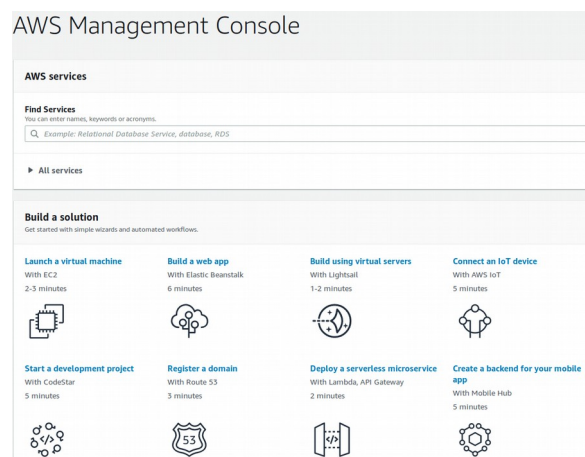 AWS Management Console
AWS services
Find Services
You can enter names, keywords or acronyms.
Example: Relational Database Service, database, RDS
All services
Build a solution
Get started with simple wizards and automated workflows.
Launch a virtual machine
With EC2
2-3 minutes
Build a web app
With Elastic Beanstalk
6 minutes
Build using virtual servers
With Lightsail
1-2 minutes
Connect an IoT device
With AWS IoT
5 minutes
Start a development project
With CodeStar
5 minutes
Register a domain
With Route 53
3 minutes
53
Deploy a serverless microservice
With Lambda, API Gateway
2 minutes
</>
Create a backend for your mobile
app
With Mobile Hub
5 minutes